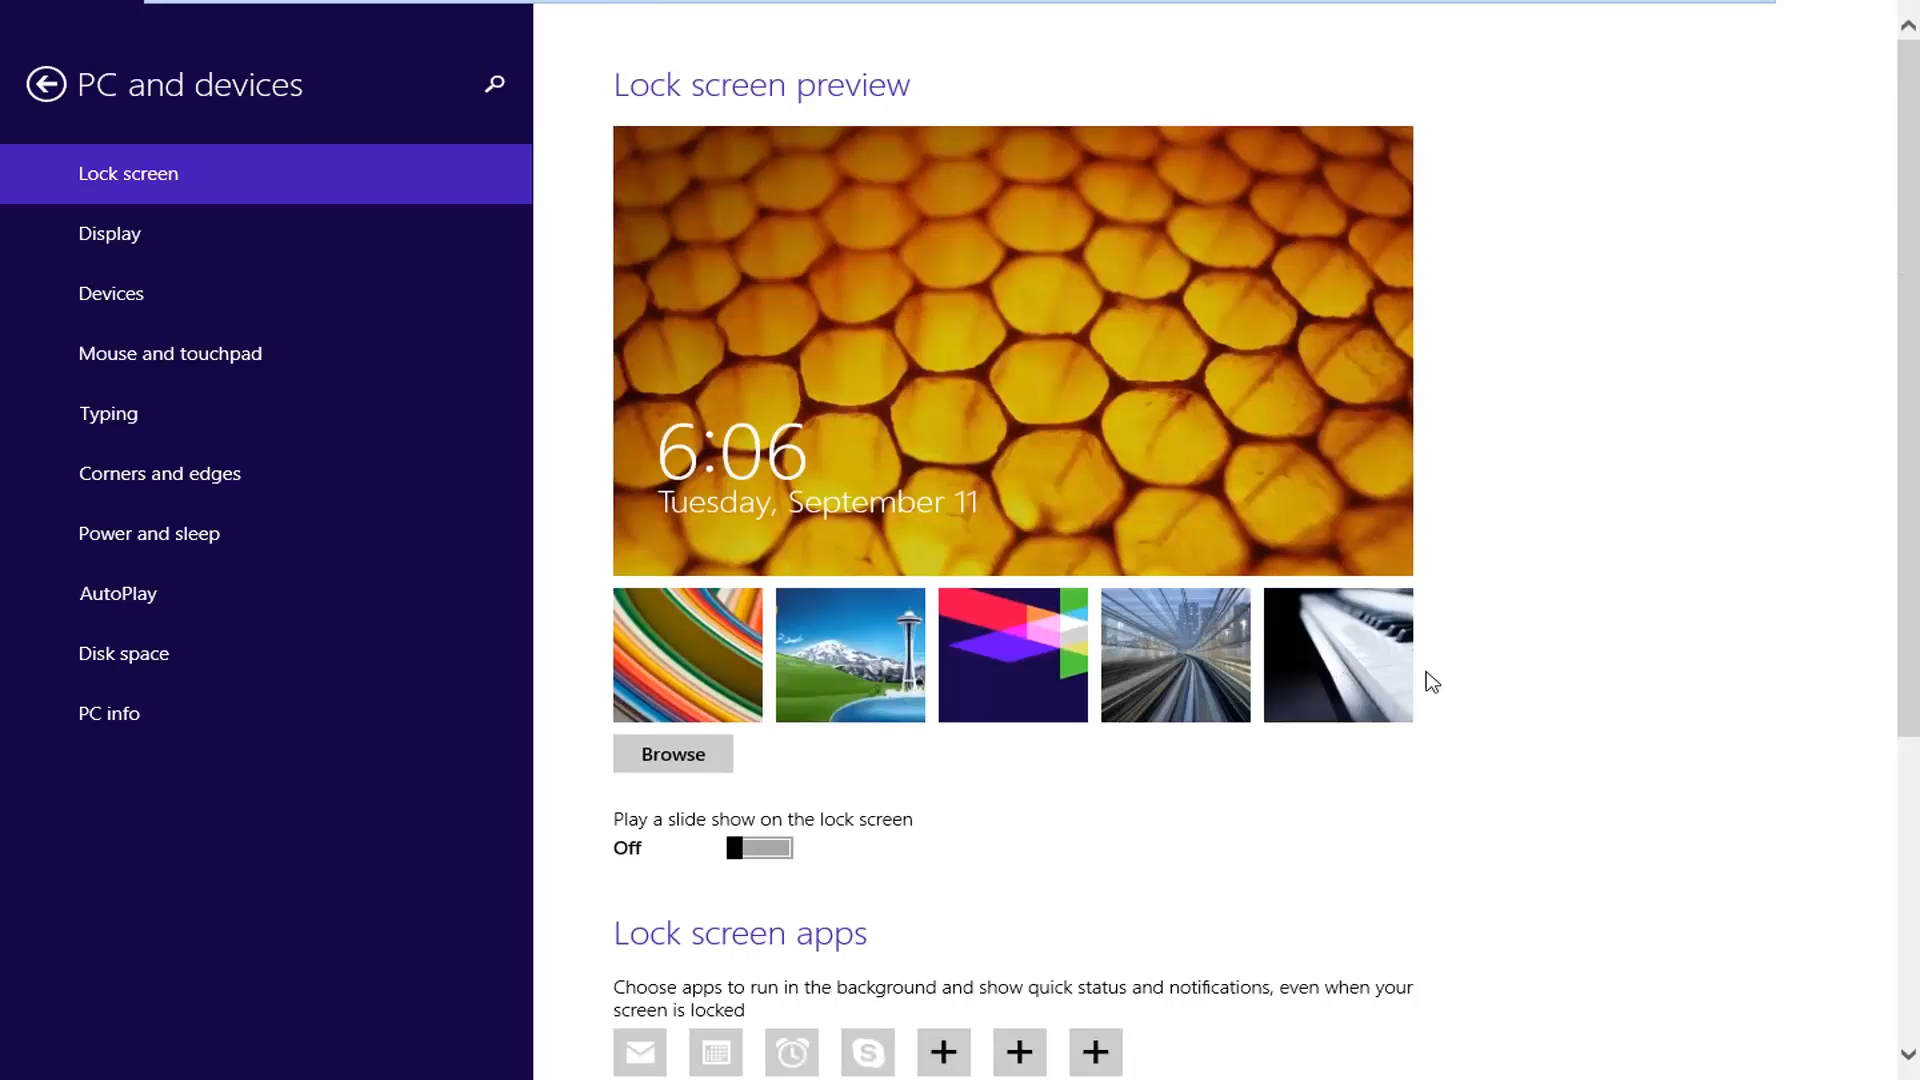 PC and devices
Lock screen
Display
Devices
Mouse and touchpad
Typing
Corners and edges
Power and sleep
AutoPlay
Disk space
PC info
Lock screen preview
6:06
Tuesday, September 11
Browse
Play a slide show on the lock screen
Off
Lock screen apps
Choose apps to run in the background and show quick status and notifications, even when your
screen is locked